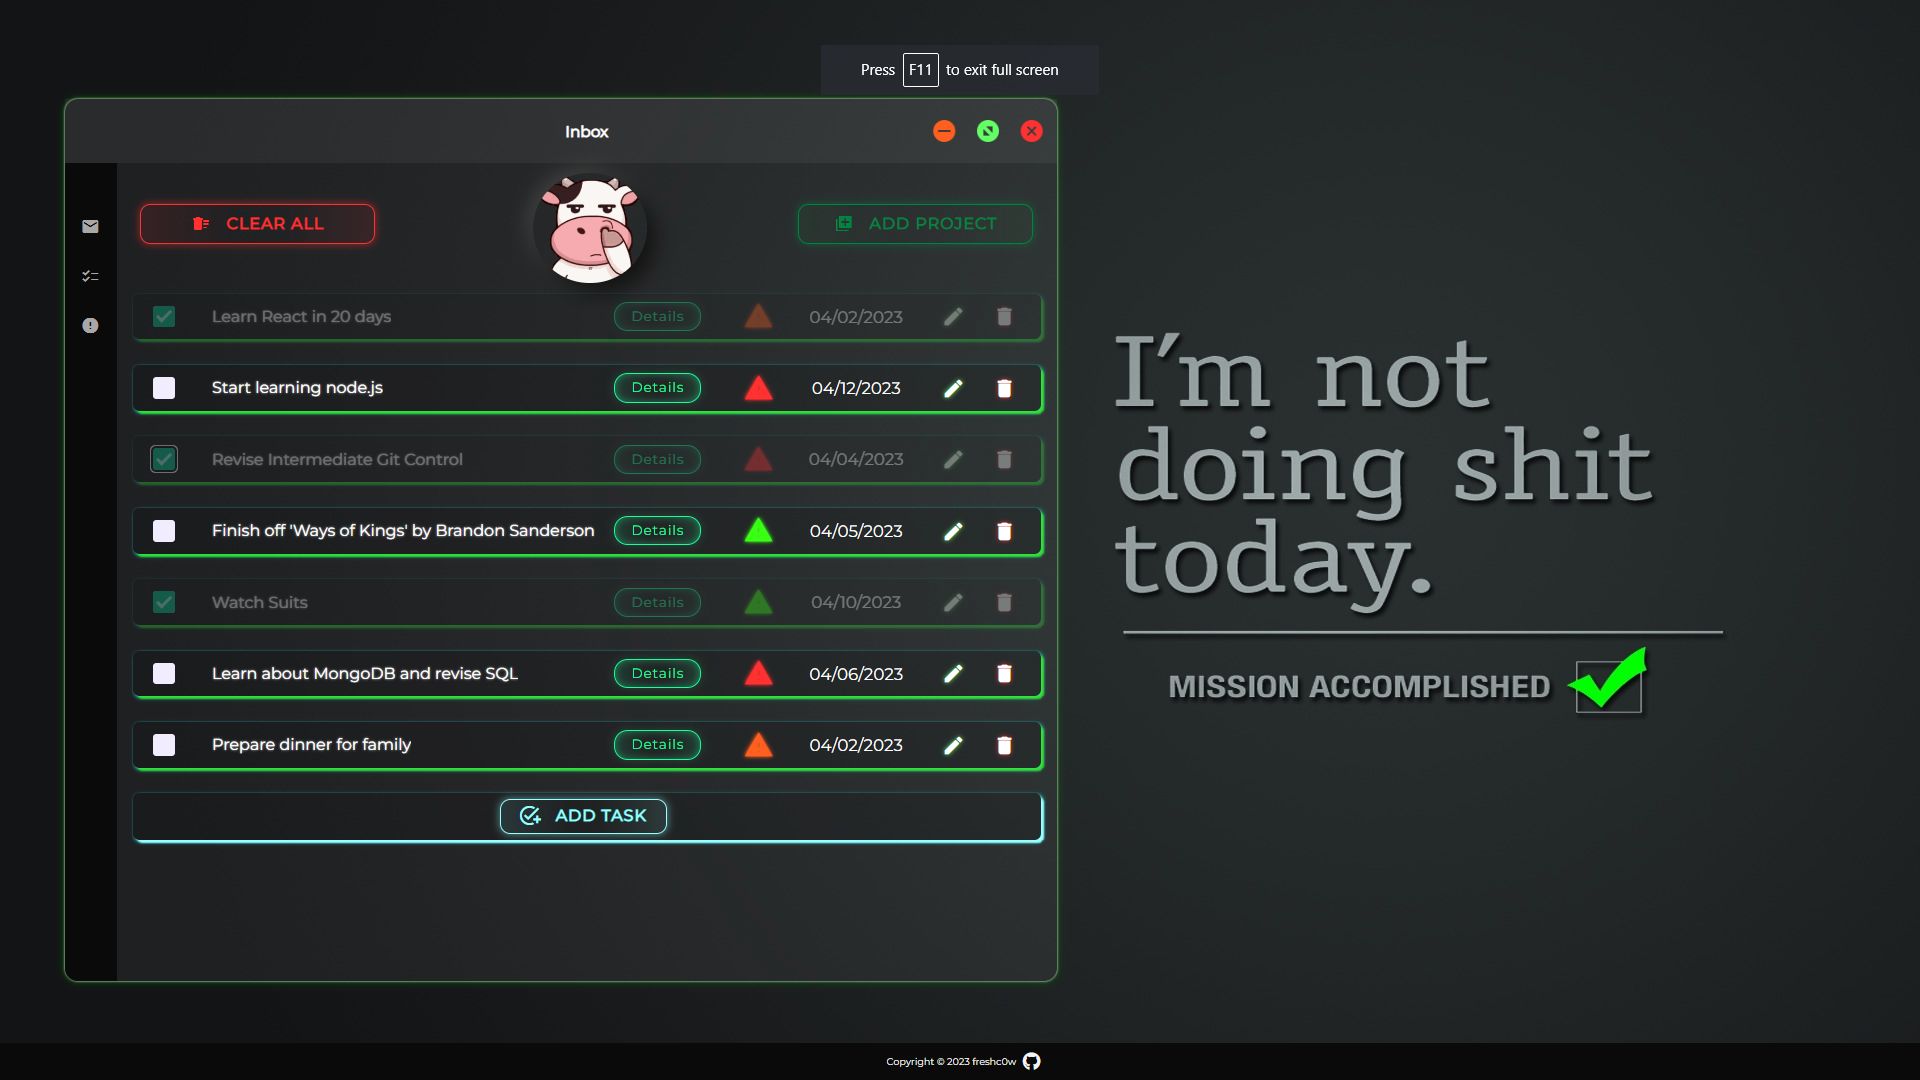 Press F11 to exit full screen
Inbox
CLEAR ALL
ADD PROJECT
Learn React in 20 days Details 04/02/2023
Start learning node.js Details 04/12/2023
Revise Intermediate Git Control Details 04/04/2023
Finish off 'Ways of Kings' by Brandon Sanderson Details 04/05/2023
Watch Suits Details 04/10/2023
Learn about MongoDB and revise SQL Details 04/06/2023
Prepare dinner for family Details 04/02/2023
ADD TASK
I'm not
doing shit
today.
MISSION ACCOMPLISHED
Copyright © 2023 freshc0w